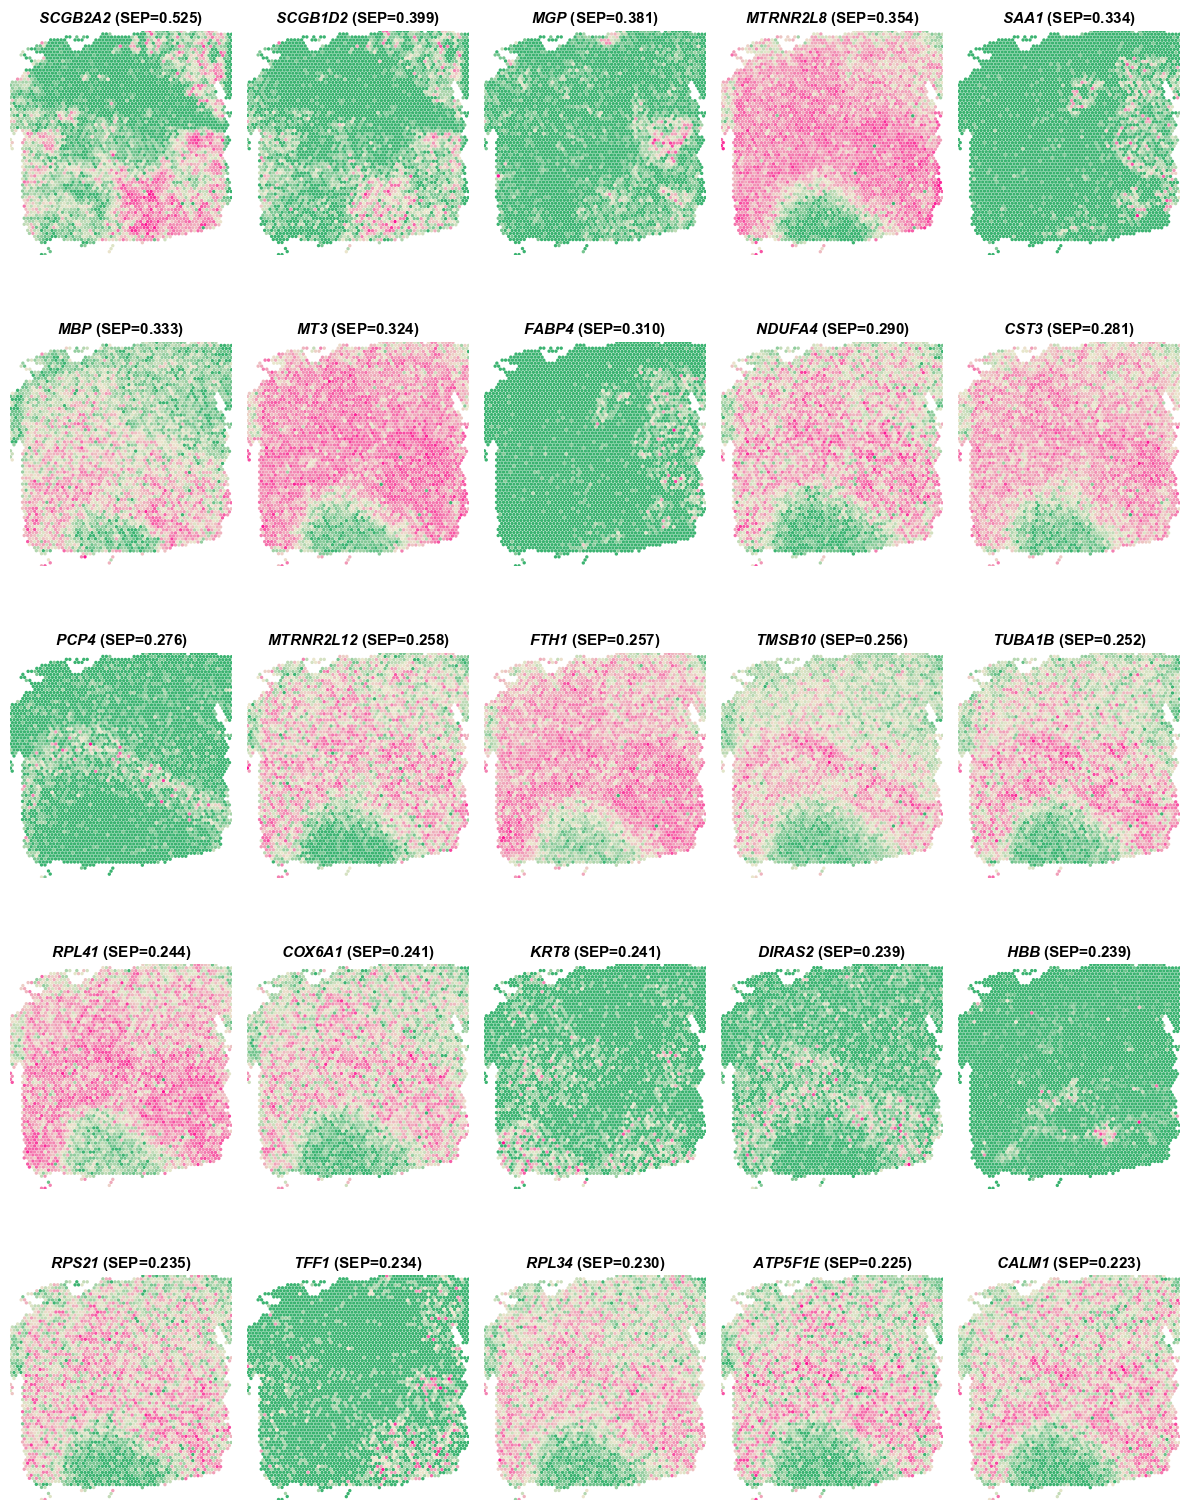 SCGB2A2 (SEP=0.525)
SCGB1D2 (SEP=0.399)
MGP (SEP=0.381)
MTRNR2L8 (SEP=0.354)
SAA1 (SEP=0.334)
MBP (SEP=0.333)
MT3 (SEP=0.324)
FABP4 (SEP=0.310)
NDUFA4 (SEP=0.290)
CST3 (SEP=0.281)
PCP4 (SEP=0.276)
MTRNR2L12 (SEP=0.258)
FTH1 (SEP=0.257)
TMSB10 (SEP=0.256)
TUBA1B (SEP=0.252)
RPL41 (SEP=0.244)
COX6A1 (SEP=0.241)
KRT8 (SEP=0.241)
DIRAS2 (SEP=0.239)
HBB (SEP=0.239)
RPS21 (SEP=0.235)
TFF1 (SEP=0.234)
RPL34 (SEP=0.230)
ATP5F1E (SEP=0.225)
CALM1 (SEP=0.223)